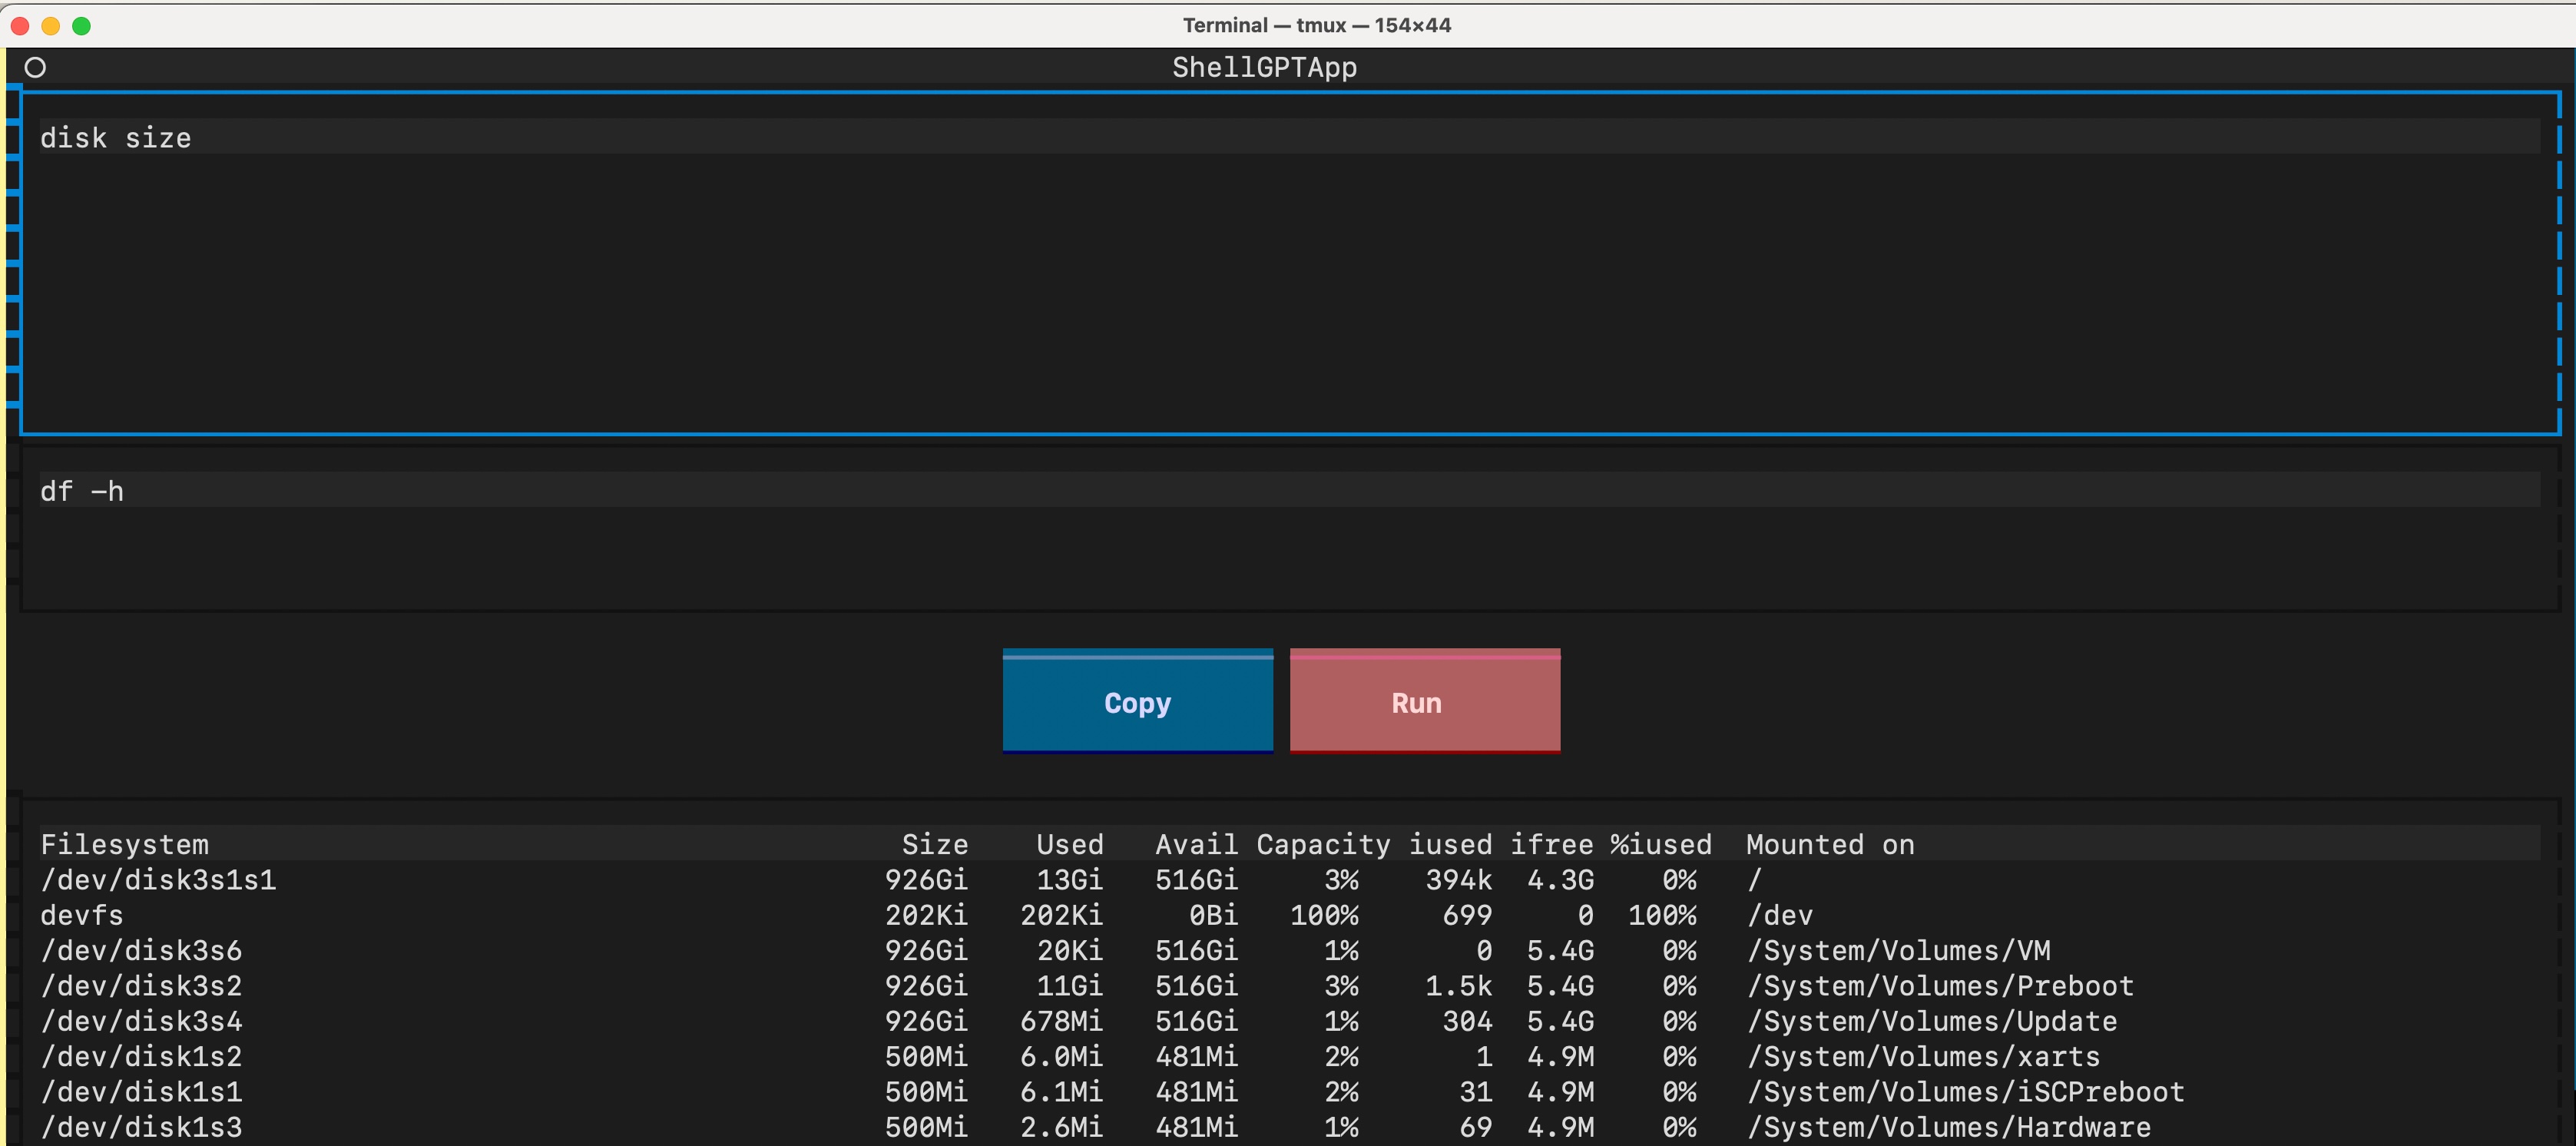 Terminal — tmux — 154×44
ShellGPTApp
disk size
df -h
Copy Run
Filesystem Size Used Avail Capacity iused ifree %iused Mounted on
/dev/disk3s1s1 926Gi 13Gi 516Gi 3% 394k 4.3G 0% /
devfs 202Ki 202Ki 0Bi 100% 699 0 100% /dev
/dev/disk3s6 926Gi 20Ki 516Gi 1% 0 5.4G 0% /System/Volumes/VM
/dev/disk3s2 926Gi 11Gi 516Gi 3% 1.5k 5.4G 0% /System/Volumes/Preboot
/dev/disk3s4 926Gi 678Mi 516Gi 1% 304 5.4G 0% /System/Volumes/Update
/dev/disk1s2 500Mi 6.0Mi 481Mi 2% 1 4.9M 0% /System/Volumes/xarts
/dev/disk1s1 500Mi 6.1Mi 481Mi 2% 31 4.9M 0% /System/Volumes/iSCPreboot
/dev/disk1s3 500Mi 2.6Mi 481Mi 1% 69 4.9M 0% /System/Volumes/Hardware